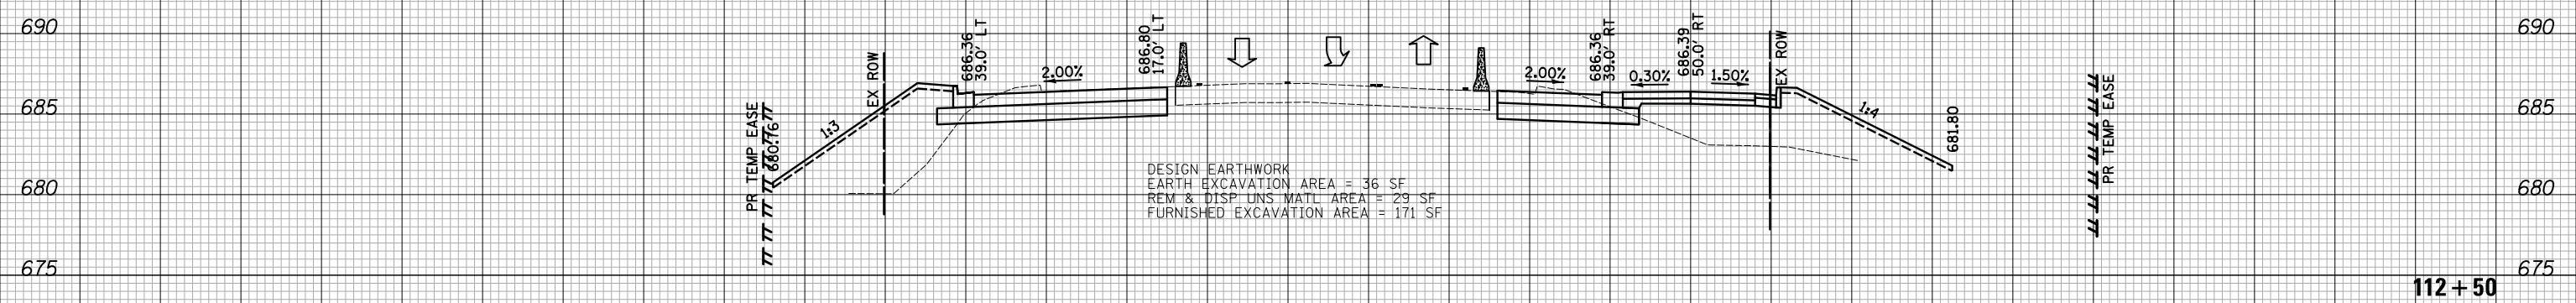 690
685
680
675
PR TEMP EASE
680.76
1:3
EX ROW
686.36
39.0' LT
2.00%
686.80
17.0' LT
DESIGN EARTHWORK
EARTH EXCAVATION AREA = 36 SF
REM & DISP UNS MATL AREA = 29 SF
FURNISHED EXCAVATION AREA = 171 SF
2.00%
686.36
39.0' RT
0.30%
686.39
50.0' RT
1.50%
EX ROW
1:4
681.80
PR TEMP EASE
690
685
680
675
112+50